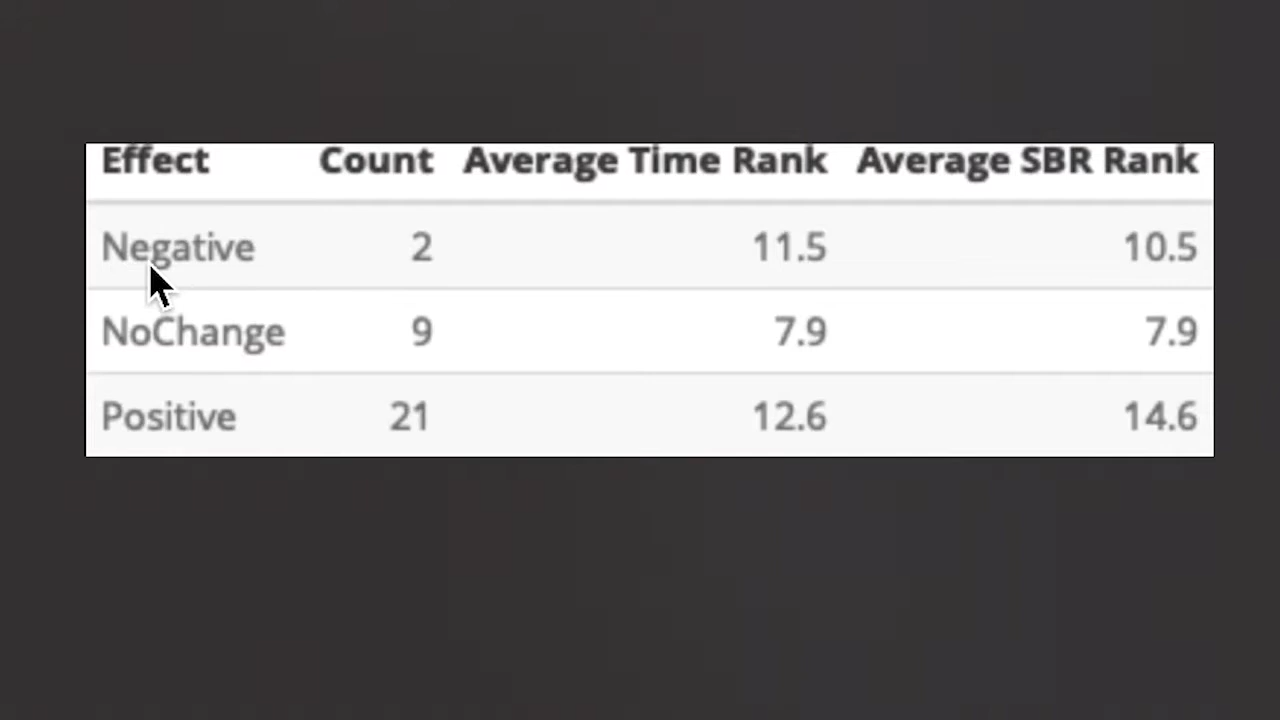 Effect Count Average Time Rank Average SBR Rank
Negative 2 11.5 10.5
NoChange 9 7.9 7.9
Positive 21 12.6 14.6